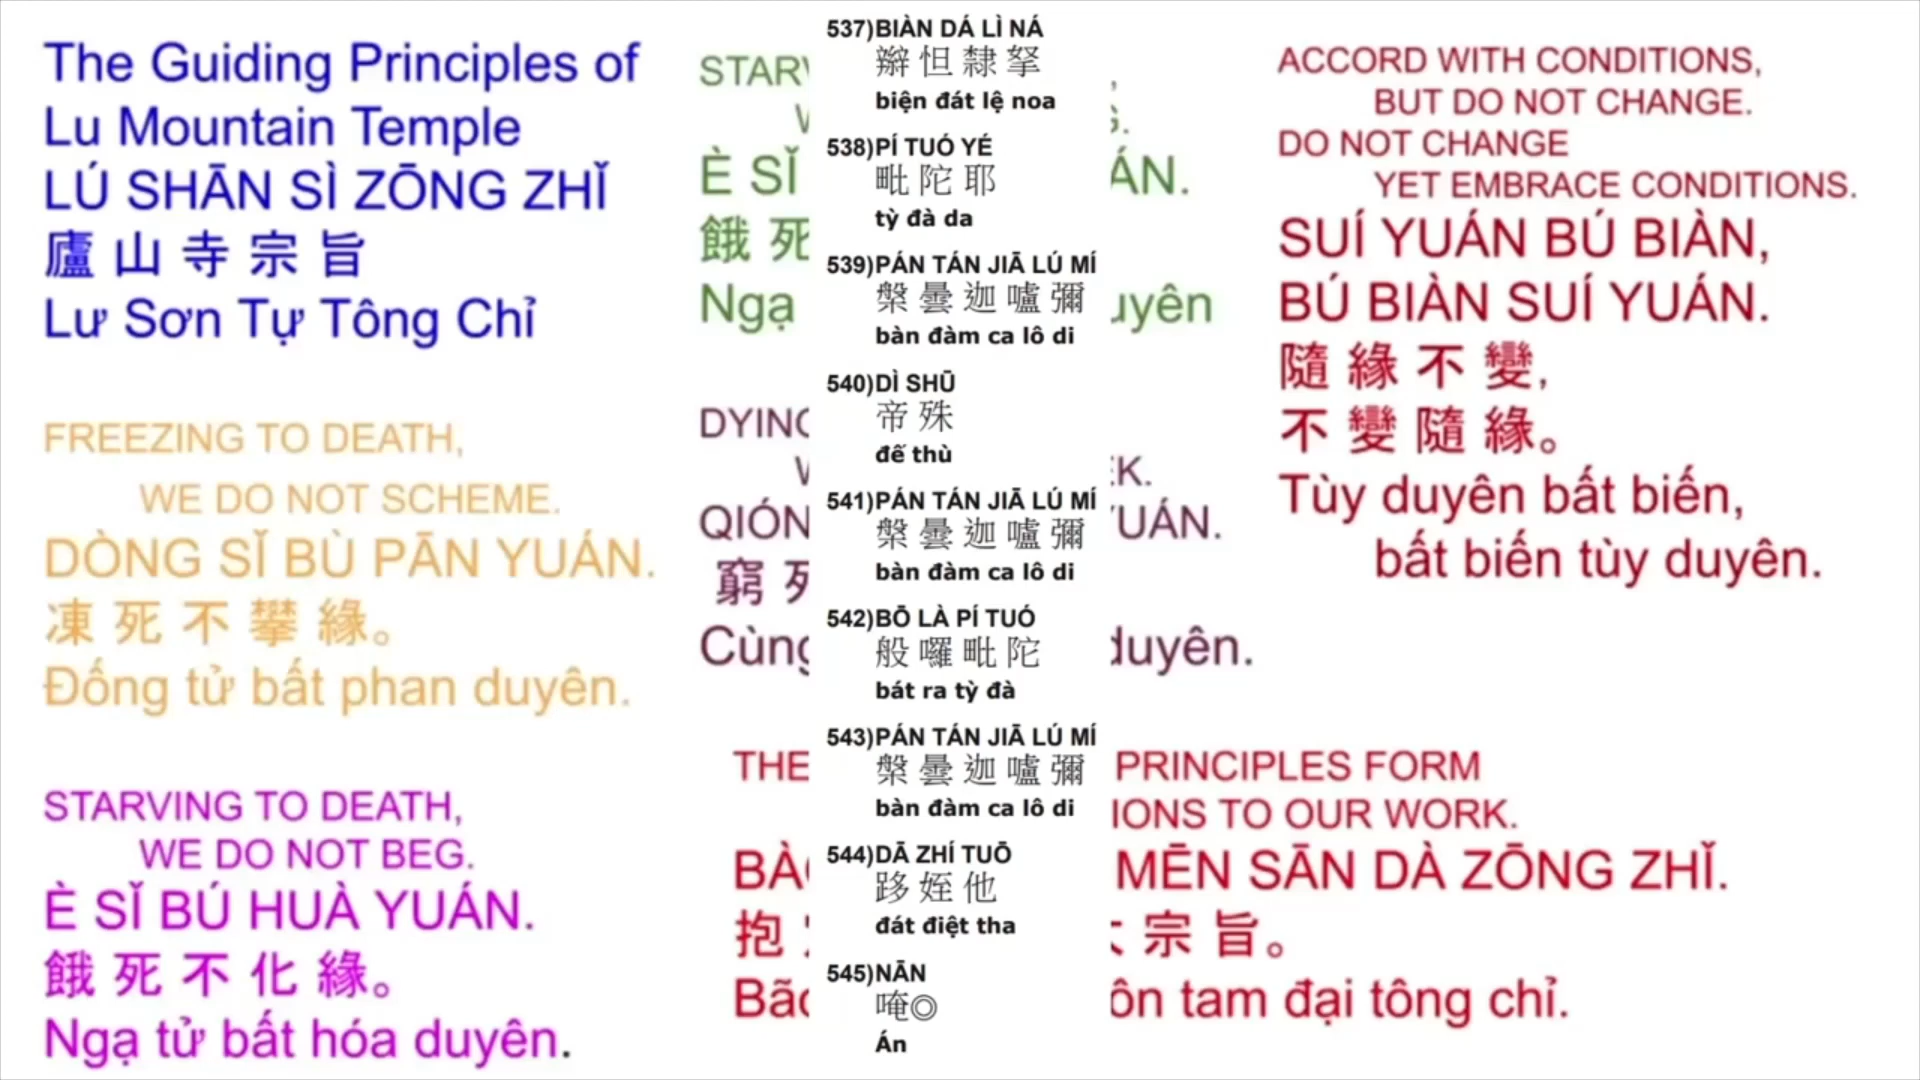 The Guiding Principles of
Lu Mountain Temple
LÚ SHĀN SÌ ZŌNG ZHǏ
廬 山 寺 宗 旨
Lư Sơn Tự Tông Chỉ
FREEZING TO DEATH,
WE DO NOT SCHEME.
DÒNG SǏ BÙ PĀN YUÁN.
凍 死 不 攀 緣。
Đống tử bất phan duyên.
STARVING TO DEATH,
WE DO NOT BEG.
È SǏ BÚ HUÀ YUÁN.
餓 死 不 化 緣。
Ngạ tử bất hóa duyên.
È SǏ
餓 死
Ngạ
duyên.
窮
PRINCIPLES FORM
TO OUR WORK.
MĒN SĀN DÀ ZŌNG ZHǏ.
抱
宗 旨。
tam đại tông chỉ.
537)BIÀN DÁ LÌ NÁ
辮 怛 隸 拏
biện đát lệ noa
538)PÍ TUÓ YÉ
毗 陀 耶
tỳ đà da
539)PÁN TÁN JIĀ LÚ MÍ
槃 曇 迦 嚧 彌
bàn đàm ca lô di
540)DÌ SHŪ
帝 殊
đế thù
541)PÁN TÁN JIĀ LÚ MÍ
槃 曇 迦 嚧 彌
bàn đàm ca lô di
542)BŌ LÀ PÍ TUÓ
般 囉 毗 陀
bát ra tỳ đà
543)PÁN TÁN JIĀ LÚ MÍ
槃 曇 迦 嚧 彌
bàn đàm ca lô di
544)DĀ ZHÍ TUŌ
跢 姪 他
đát điệt tha
545)NĀN
唵◎
Án
ACCORD WITH CONDITIONS,
BUT DO NOT CHANGE.
DO NOT CHANGE
YET EMBRACE CONDITIONS.
SUÍ YUÁN BÚ BIÀN,
BÚ BIÀN SUÍ YUÁN.
隨 緣 不 變,
不 變 隨 緣。
Tùy duyên bất biến,
bất biến tùy duyên.